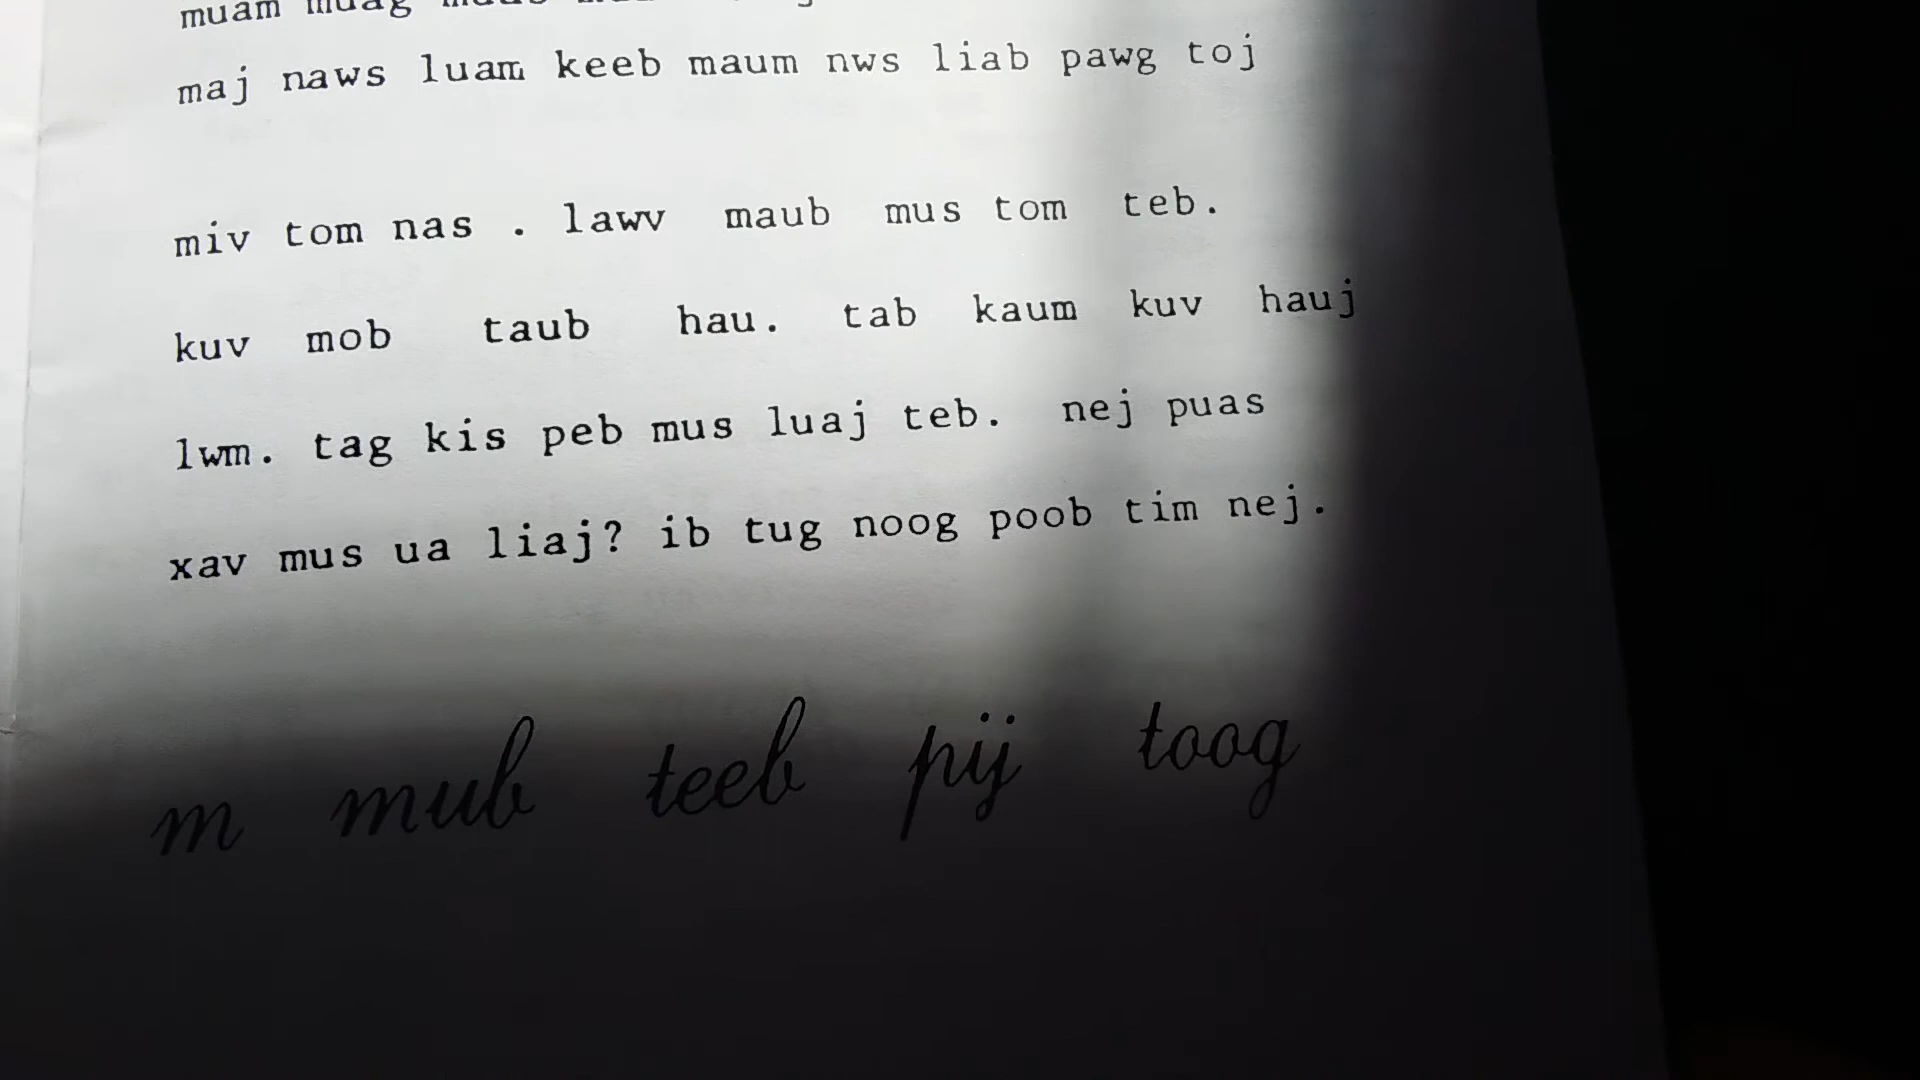 muam muag
maj naws luam keeb maum nws liab pawg toj
miv tom nas . lawv maub mus tom teb.
kuv mob taub hau. tab kaum kuv hauj
lwm. tag kis peb mus luaj teb. nej puas
xav mus ua liaj? ib tug noog poob tim nej.
m mub teeb pij toog